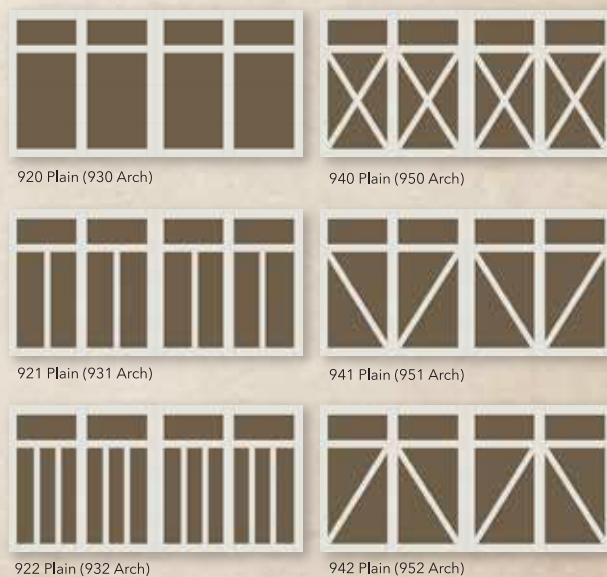 920 Plain (930 Arch)
940 Plain (950 Arch)
921 Plain (931 Arch)
941 Plain (951 Arch)
922 Plain (932 Arch)
942 Plain (952 Arch)